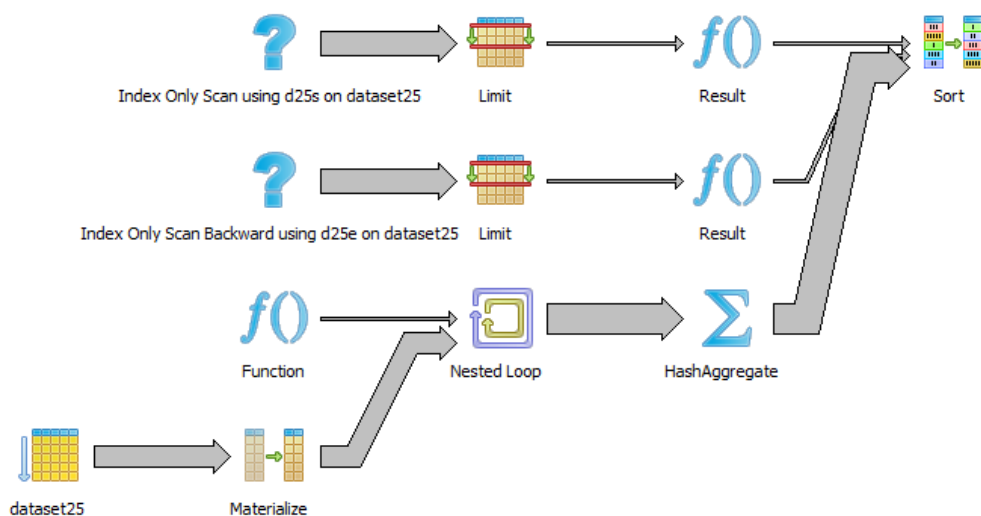 Index Only Scan using d25s on dataset25
Limit
Result
Sort
Index Only Scan Backward using d25e on dataset25
Limit
Result
Function
Nested Loop
HashAggregate
dataset25
Materialize